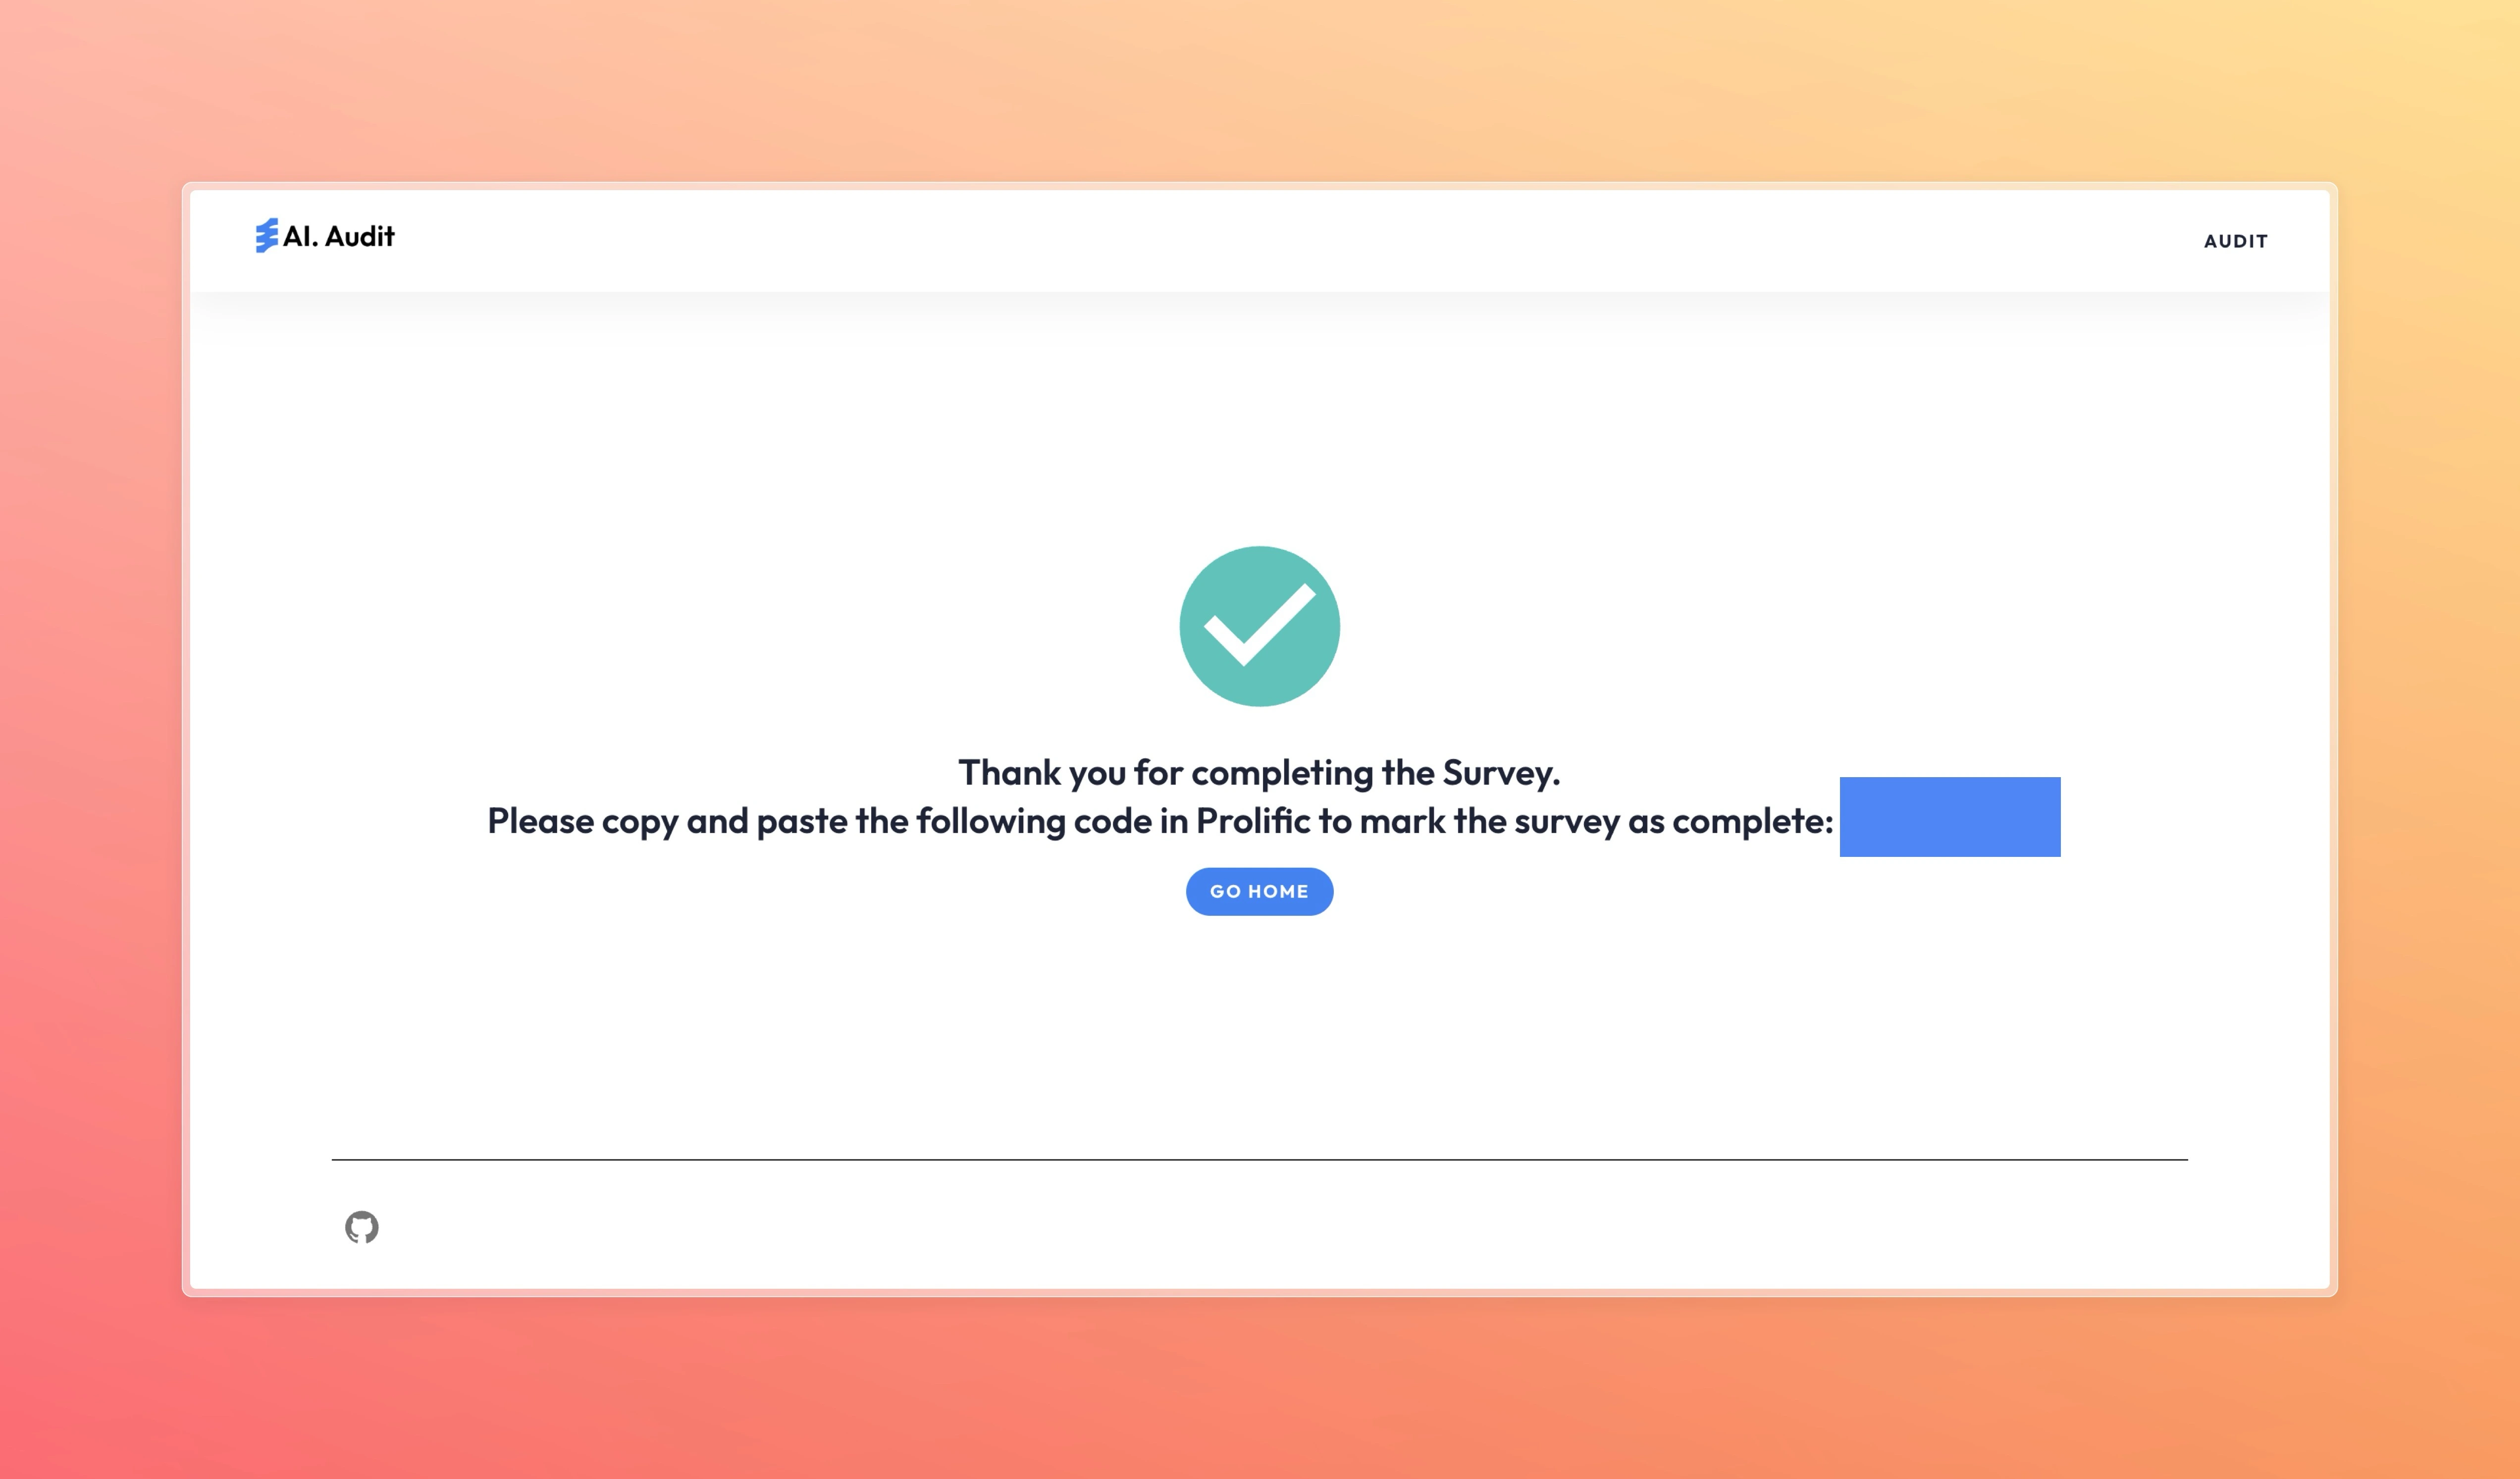 AI. Audit
AUDIT
Thank you for completing the Survey.
Please copy and paste the following code in Prolific to mark the survey as complete:
GO HOME